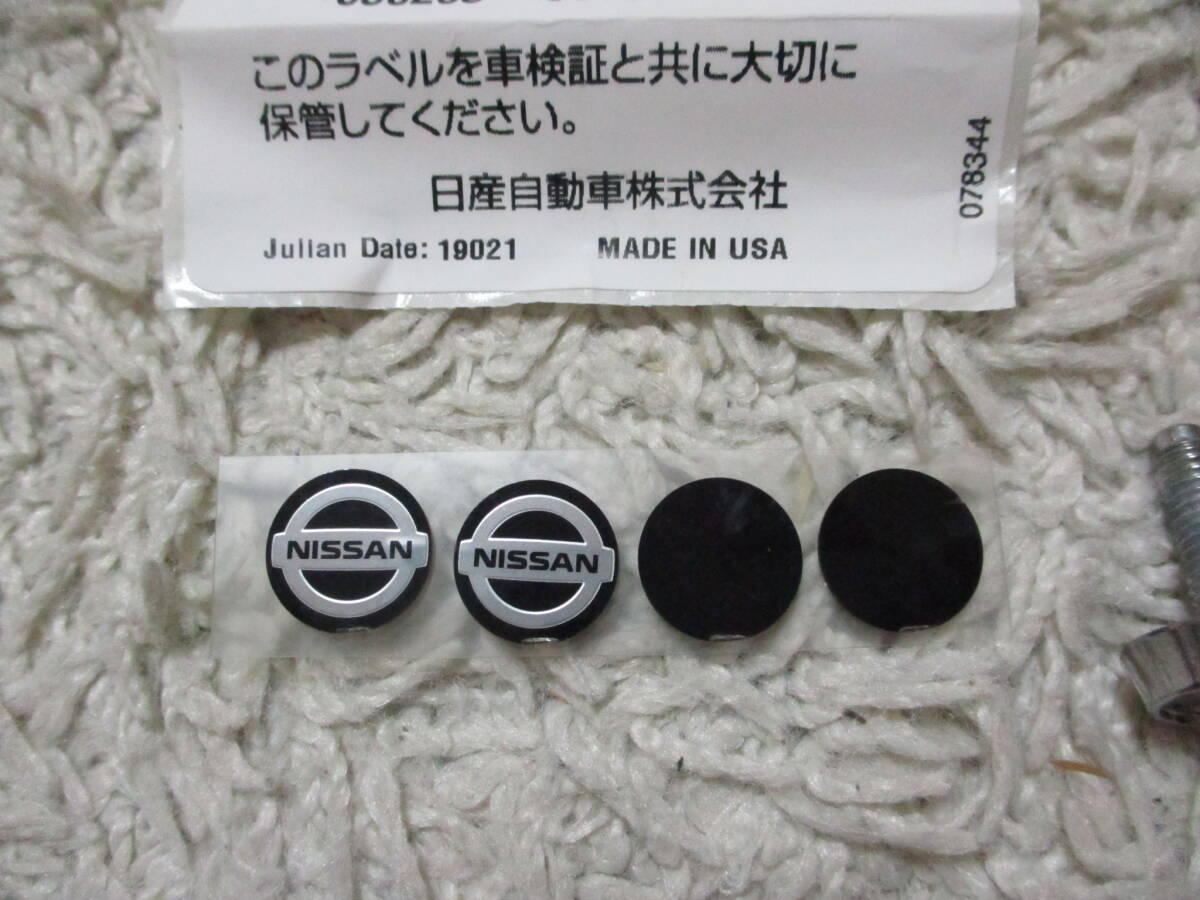 このラベルを車検証と共に大切に
保管してください。
日産自動車株式会社
Julian Date: 19021 MADE IN USA
078344
NISSAN
NISSAN